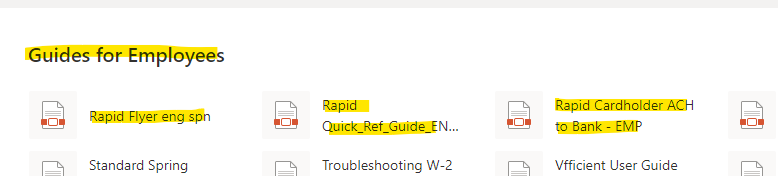 Guides for Employees
Rapid Flyer eng spn
Rapid
Quick_Ref_Guide_EN...
Rapid Cardholder ACH
to Bank - EMP
Standard Spring
Troubleshooting W-2
Vfficient User Guide